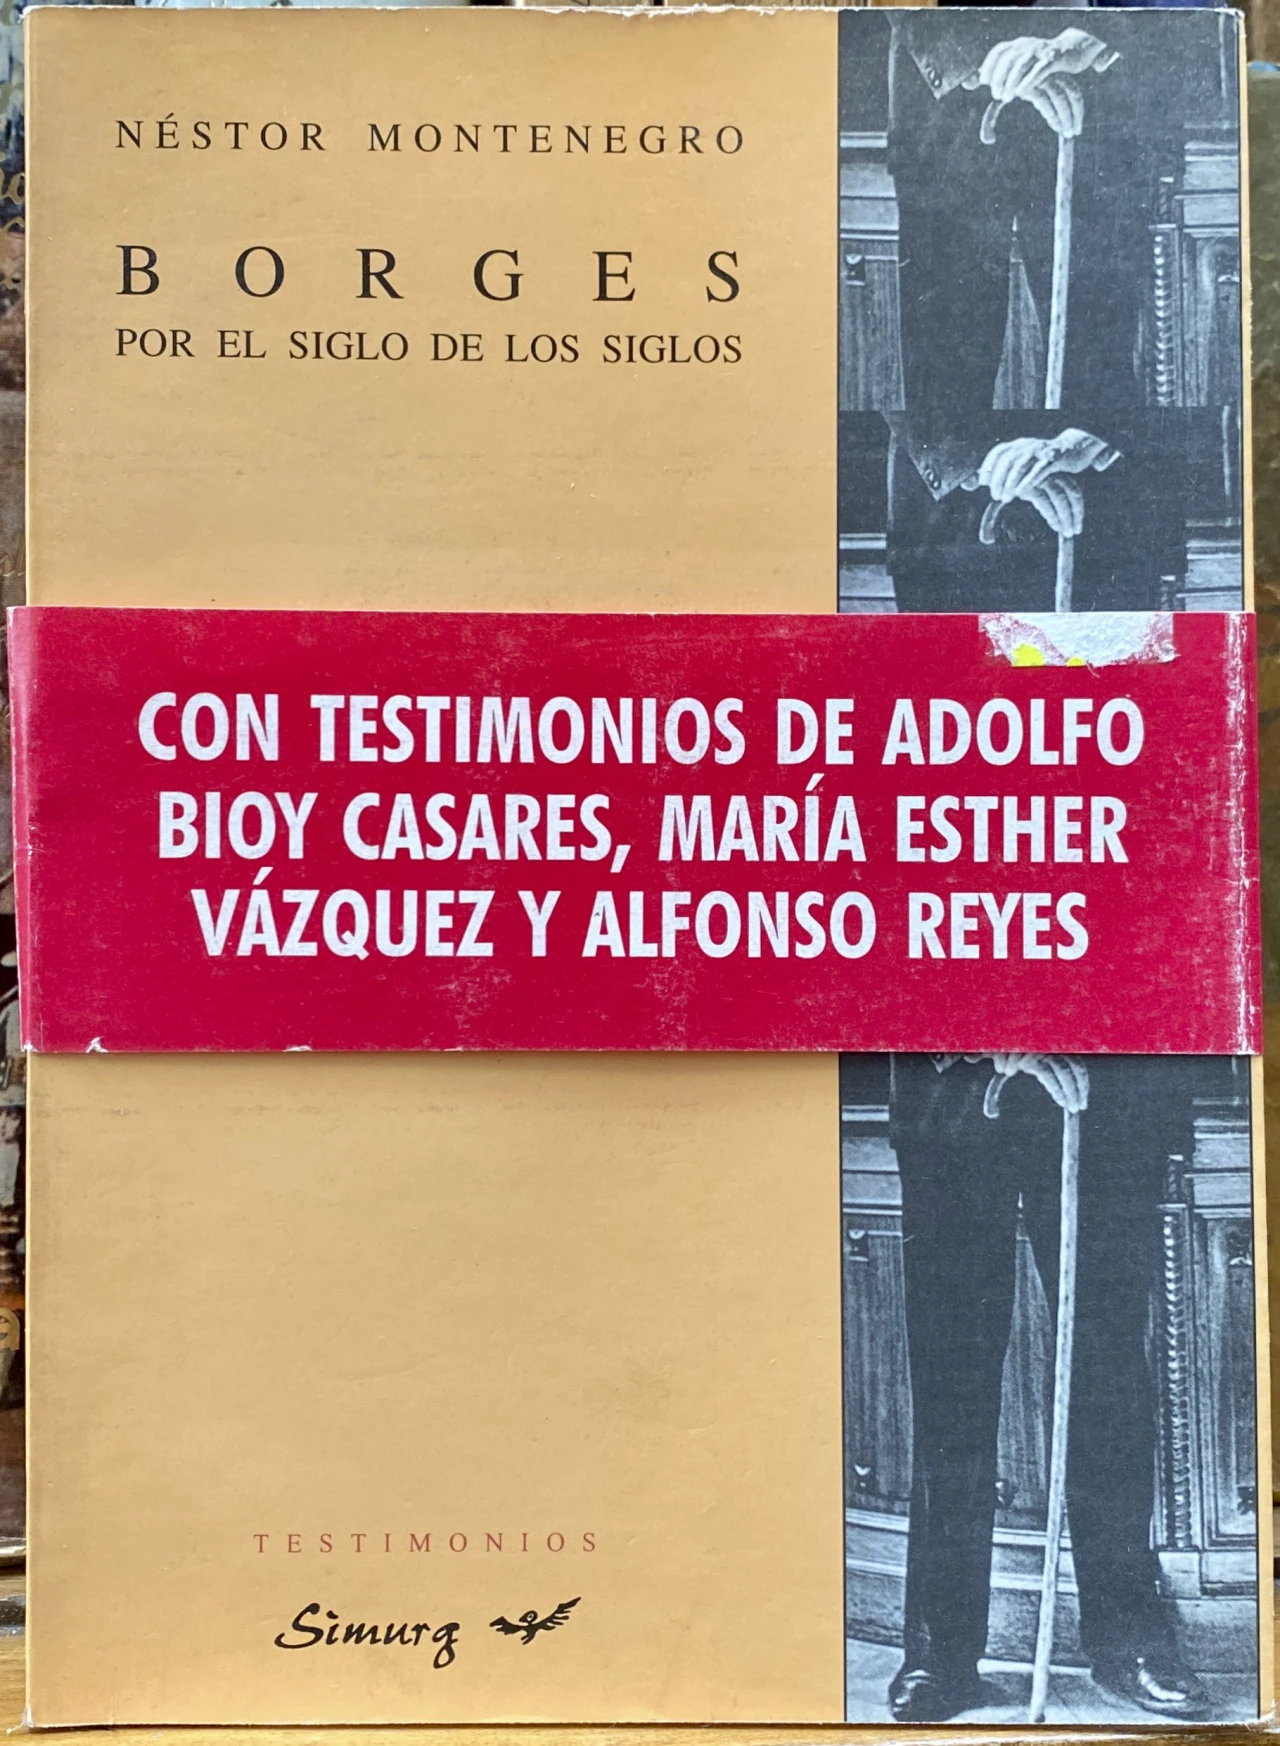 NÉSTOR MONTENEGRO
BORGES
POR EL SIGLO DE LOS SIGLOS
CON TESTIMONIOS DE ADOLFO
BIOY CASARES, MARÍA ESTHER
VÁZQUEZ Y ALFONSO REYES
TESTIMONIOS
Simurg